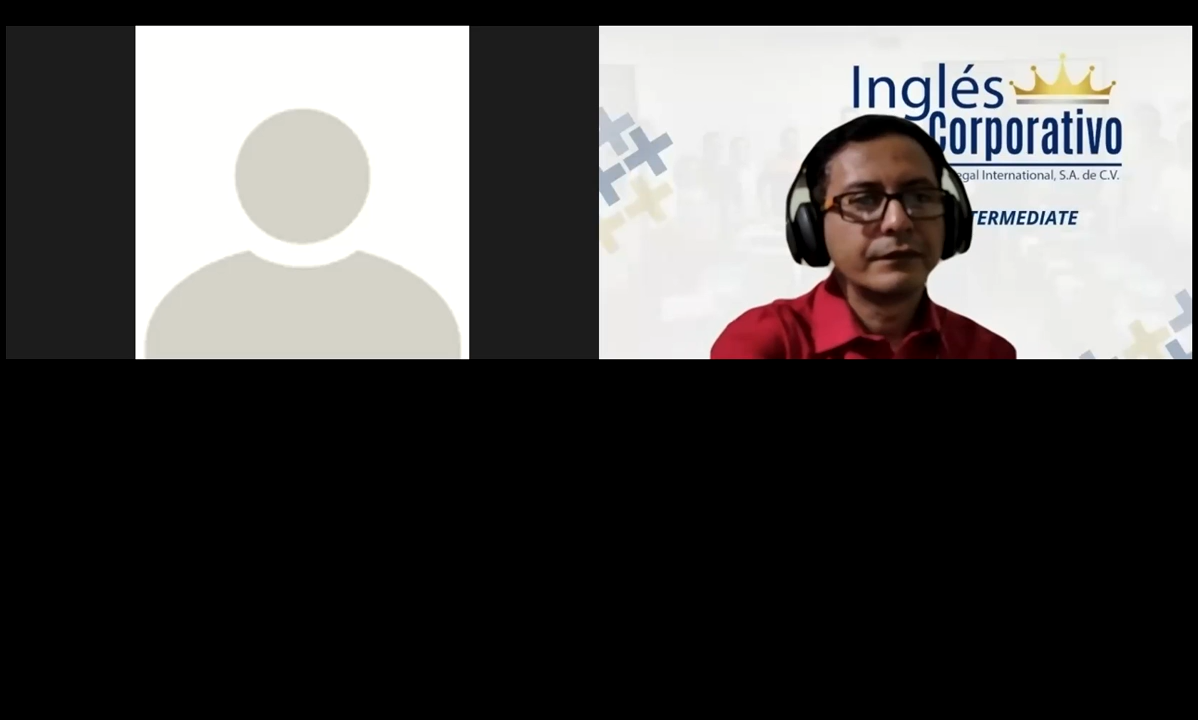 Inglés
Corporativo
egal International, S.A. de C.V.
TERMEDIATE